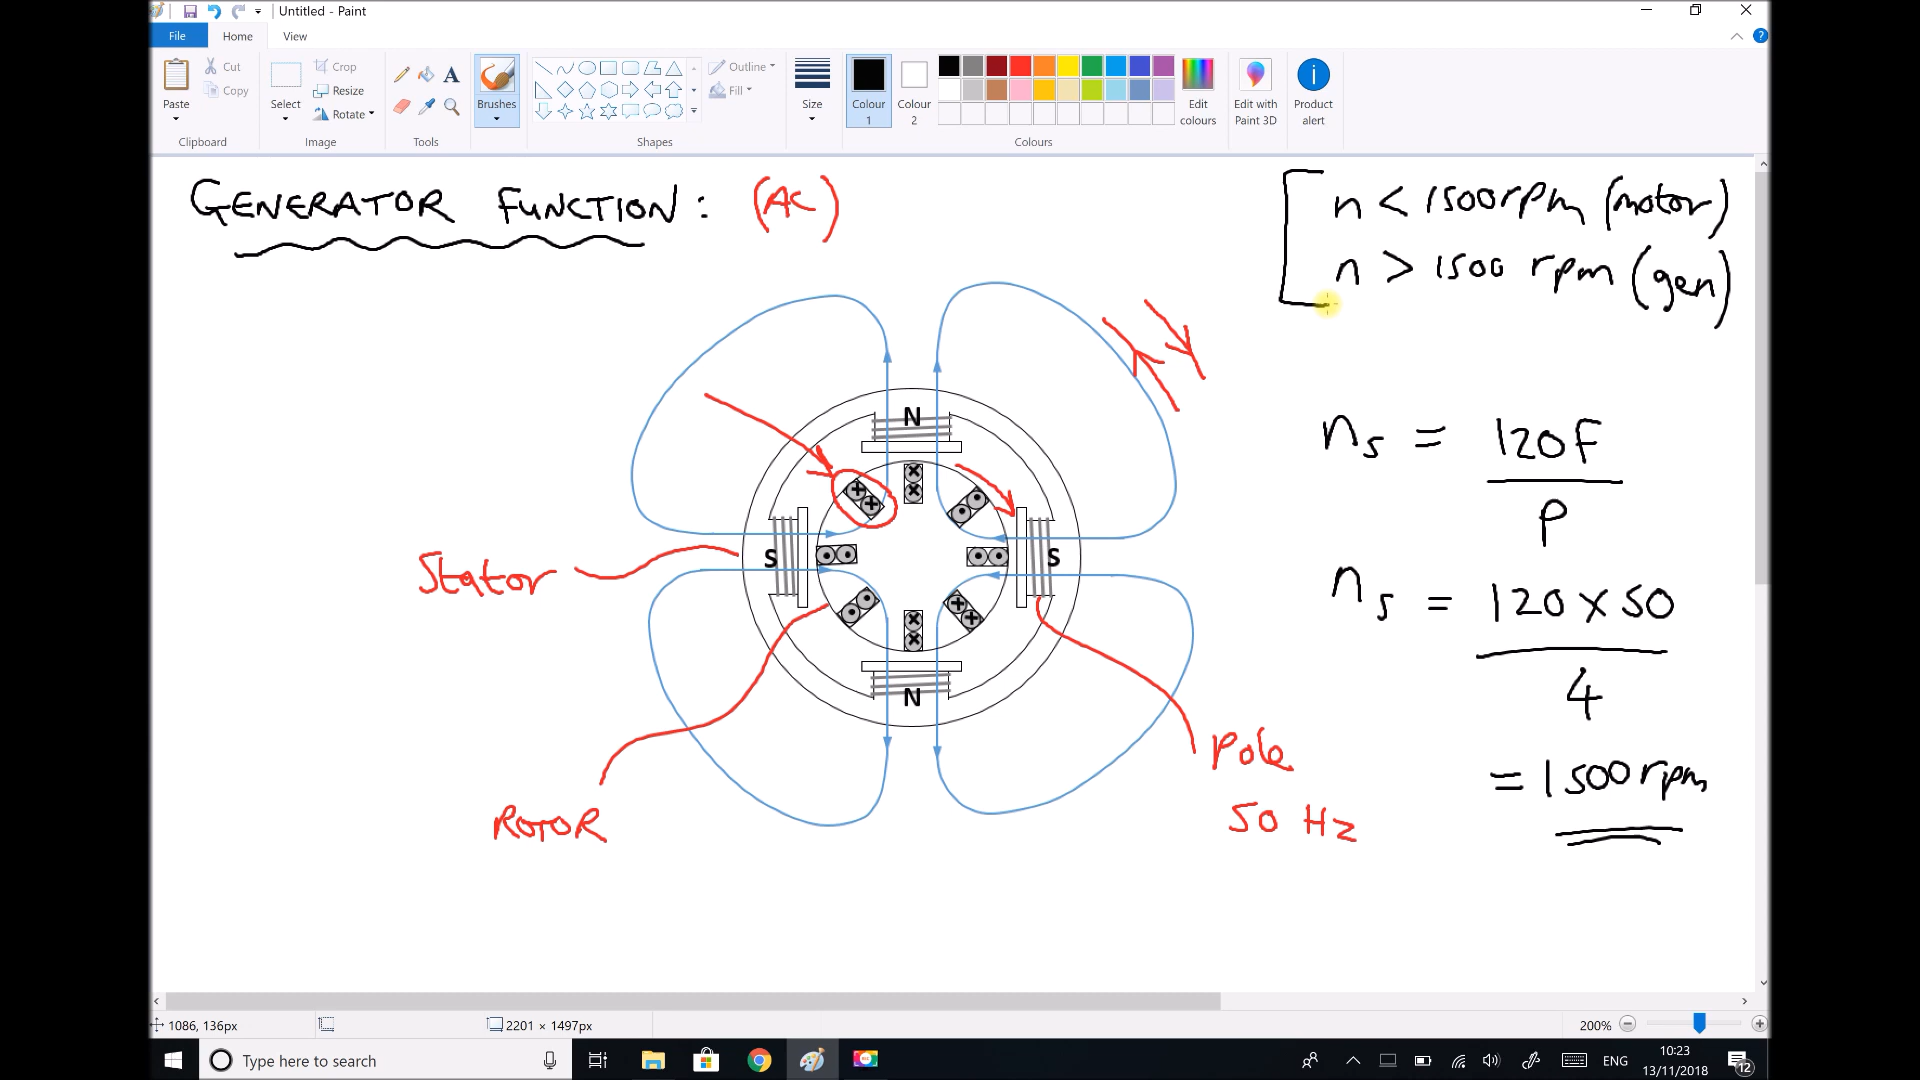 Untitled - Paint
File Home View
Paste
Cut
Copy
Clipboard
Select
Crop
Resize
Rotate
Image
Tools
Brushes
Outline
Fill
Shapes
Size
Colour 1
Colour 2
Edit colours
Edit with Paint 3D
Product alert
Colours
GENERATOR FUNCTION: (AC)
n < 1500rpm (motor)
n > 1500 rpm (gen)
N
ns = 120F
P
S S
Stator
ns = 120 x 50
4
N
Pole
= 1500rpm
ROTOR
50 Hz
1086, 136px
2201 × 1497px
200%
Type here to search
ENG
10:23
13/11/2018
12